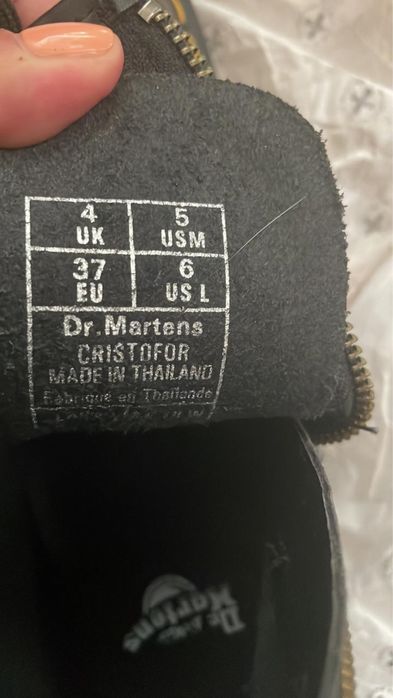 4 UK
5 USM
37 EU
6 US L
Dr.Martens
CRISTOFOR
MADE IN THAILAND
Fabriqué en Thaïlande
Dr.
Martens